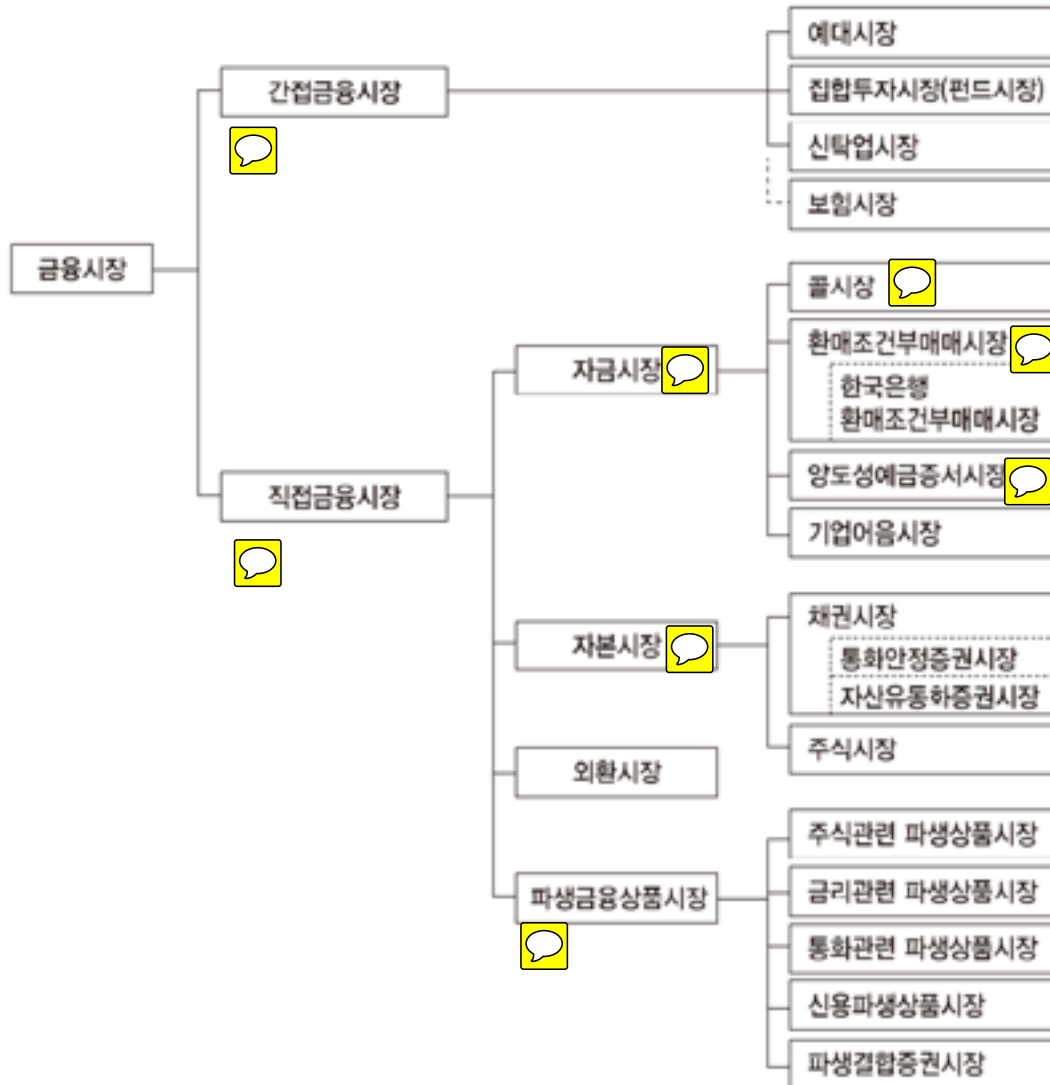 예대시장
간접금융시장
집합투자시장(펀드시장)
신탁업시장
보험시장
금융시장
콜시장
환매조건부매매시장
자금시장
한국은행
환매조건부매매시장
양도성예금증서시장
직접금융시장
기업어음시장
채권시장
자본시장
통화안정증권시장
자산유동화증권시장
주식시장
외환시장
주식관련 파생상품시장
파생금융상품시장
금리관련 파생상품시장
통화관련 파생상품시장
신용파생상품시장
파생결합증권시장